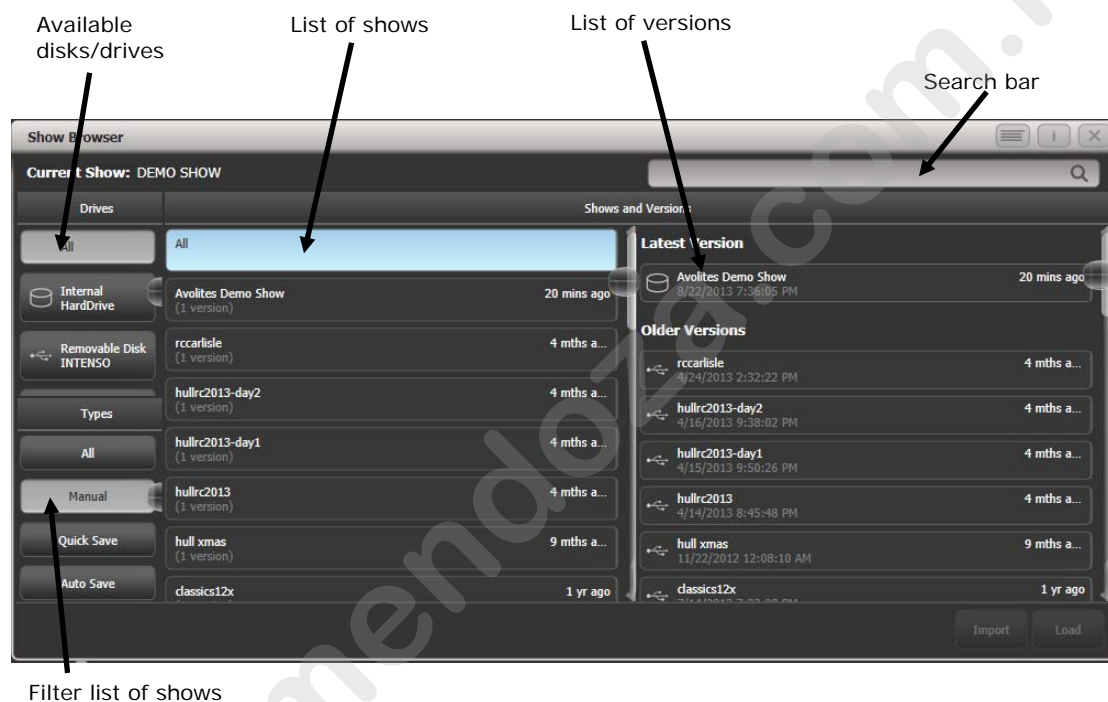 Available
disks/drives
List of shows
List of versions
Search bar
Show Browser
Current Show: DEMO SHOW
Drives
Shows and Versions
All
Internal
HardDrive
Removable Disk
INTENSO
Types
All
Manual
Quick Save
Auto Save
All
Avolites Demo Show
20 mins ago
(1 version)
rccarlisle
4 mths a...
(1 version)
hullrc2013-day2
4 mths a...
(1 version)
hullrc2013-day1
4 mths a...
(1 version)
hullrc2013
4 mths a...
(1 version)
hull xmas
9 mths a...
(1 version)
classics12x
1 yr ago
Latest Version
Avolites Demo Show
20 mins ago
8/22/2013 7:36:05 PM
Older Versions
rccarlisle
4 mths a...
4/24/2013 2:32:22 PM
hullrc2013-day2
4 mths a...
4/16/2013 9:38:02 PM
hullrc2013-day1
4 mths a...
4/15/2013 9:50:26 PM
hullrc2013
4 mths a...
4/14/2013 8:45:48 PM
hull xmas
9 mths a...
11/22/2012 12:08:10 AM
classics12x
1 yr ago
Import
Load
Filter list of shows
mendoza.com.